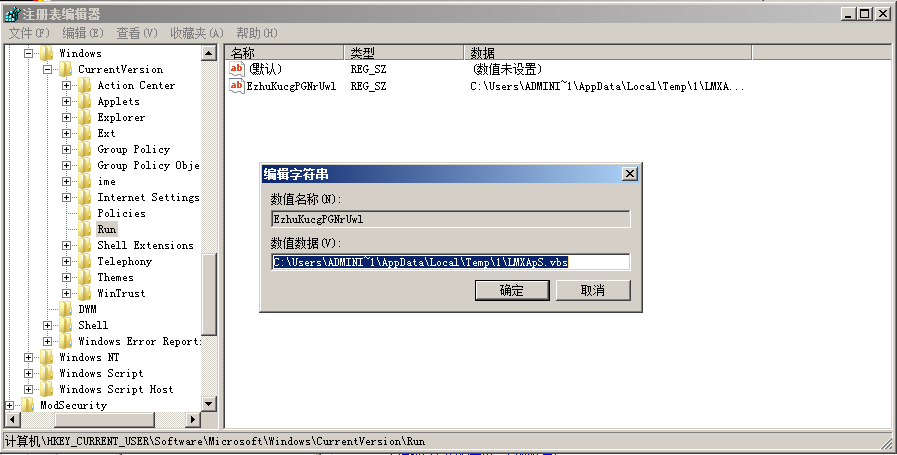 注册表编辑器
文件(F) 编辑(E) 查看(V) 收藏夹(A) 帮助(H)
Windows
CurrentVersion
Action Center
Applets
Explorer
Ext
Group Policy
Group Policy Obje
ime
Internet Settings
Policies
Run
Shell Extensions
Telephony
Themes
WinTrust
DWM
Shell
Windows Error Report
Windows NT
Windows Script
Windows Script Host
ModSecurity
名称 类型 数据
(默认) REG_SZ (数值未设置)
EzhuKucgPGNrUwl REG_SZ C:\Users\ADMINI~1\AppData\Local\Temp\1\LMXA...
编辑字符串
数值名称(N):
EzhuKucgPGNrUwl
数值数据(V):
C:\Users\ADMINI~1\AppData\Local\Temp\1\LMXApS.vbs
确定 取消
计算机\HKEY_CURRENT_USER\Software\Microsoft\Windows\CurrentVersion\Run